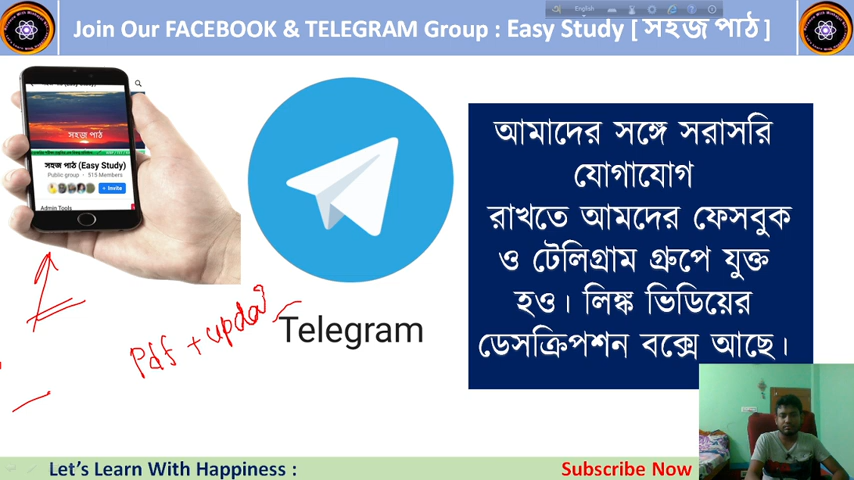 Join Our FACEBOOK & TELEGRAM Group : Easy Study [ সহজ পাঠ ]
English
সহজ পাঠ
সহজ পাঠ (Easy Study)
Public group · 515 Members
+ Invite
Admin Tools
Pdf + upda
Telegram
আমাদের সঙ্গে সরাসরি
যোগাযোগ
রাখতে আমদের ফেসবুক
ও টেলিগ্রাম গ্রুপে যুক্ত
হও। লিঙ্ক ভিডিয়ের
ডেসক্রিপশন বক্সে আছে।
Let's Learn With Happiness :
Subscribe Now